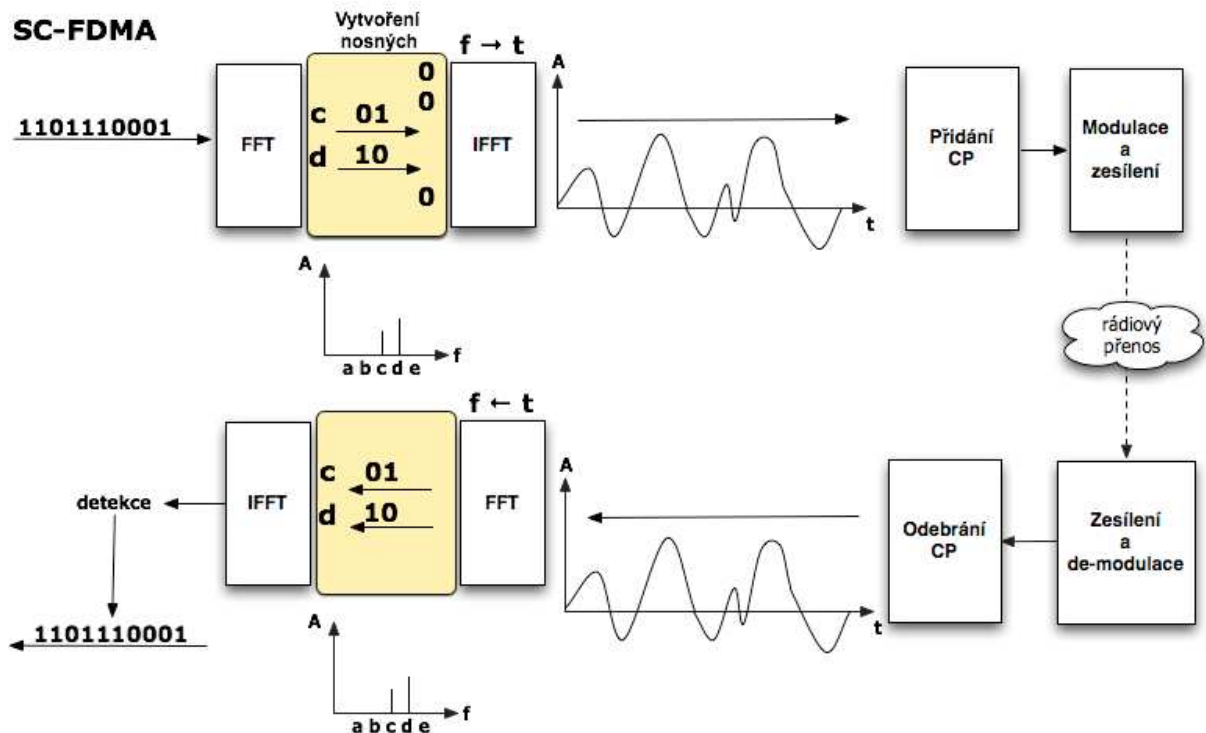 SC-FDMA
Vytvoření
nosných
f → t
1101110001
FFT
0
0
c 01
d 10
0
IFFT
A
t
Přidání
CP
Modulace
a
zesílení
A
f
a b c d e
rádiový
přenos
f ← t
detekce
IFFT
c 01
d 10
FFT
A
t
Odebrání
CP
Zesílení
a
de-modulace
1101110001
A
f
a b c d e